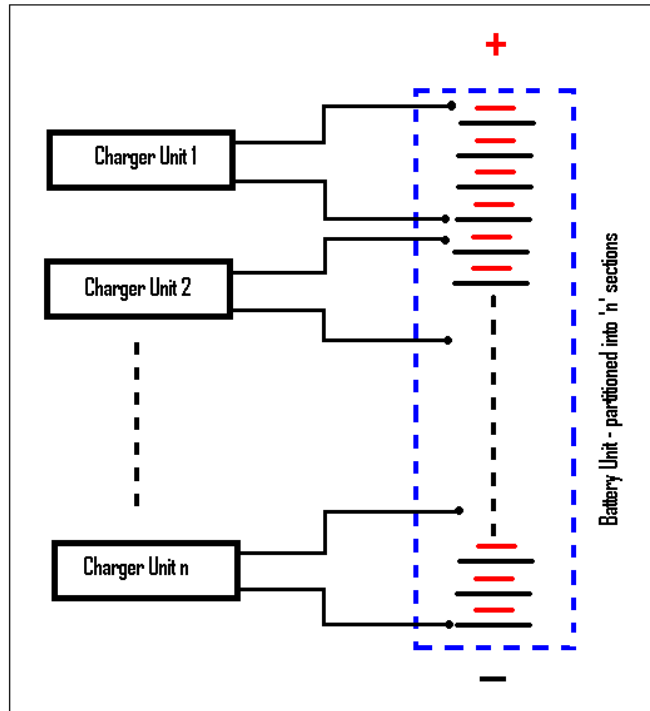 +
Charger Unit 1
Charger Unit 2
Battery Unit - partitioned into 'n' sections
Charger Unit n
−